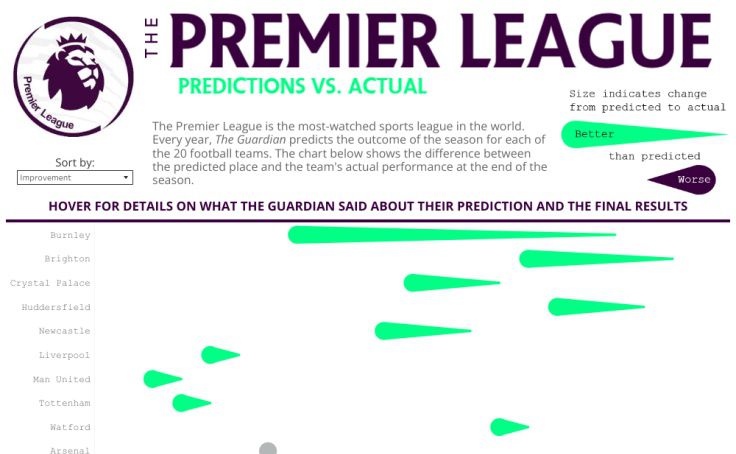 THE PREMIER LEAGUE
PREDICTIONS VS. ACTUAL
Premier League
Size indicates change
from predicted to actual
Better
than predicted
Worse
The Premier League is the most-watched sports league in the world.
Every year, The Guardian predicts the outcome of the season for each of
the 20 football teams. The chart below shows the difference between
the predicted place and the team's actual performance at the end of the
season.
Sort by:
Improvement
HOVER FOR DETAILS ON WHAT THE GUARDIAN SAID ABOUT THEIR PREDICTION AND THE FINAL RESULTS
Burnley
Brighton
Crystal Palace
Huddersfield
Newcastle
Liverpool
Man United
Tottenham
Watford
Arsenal